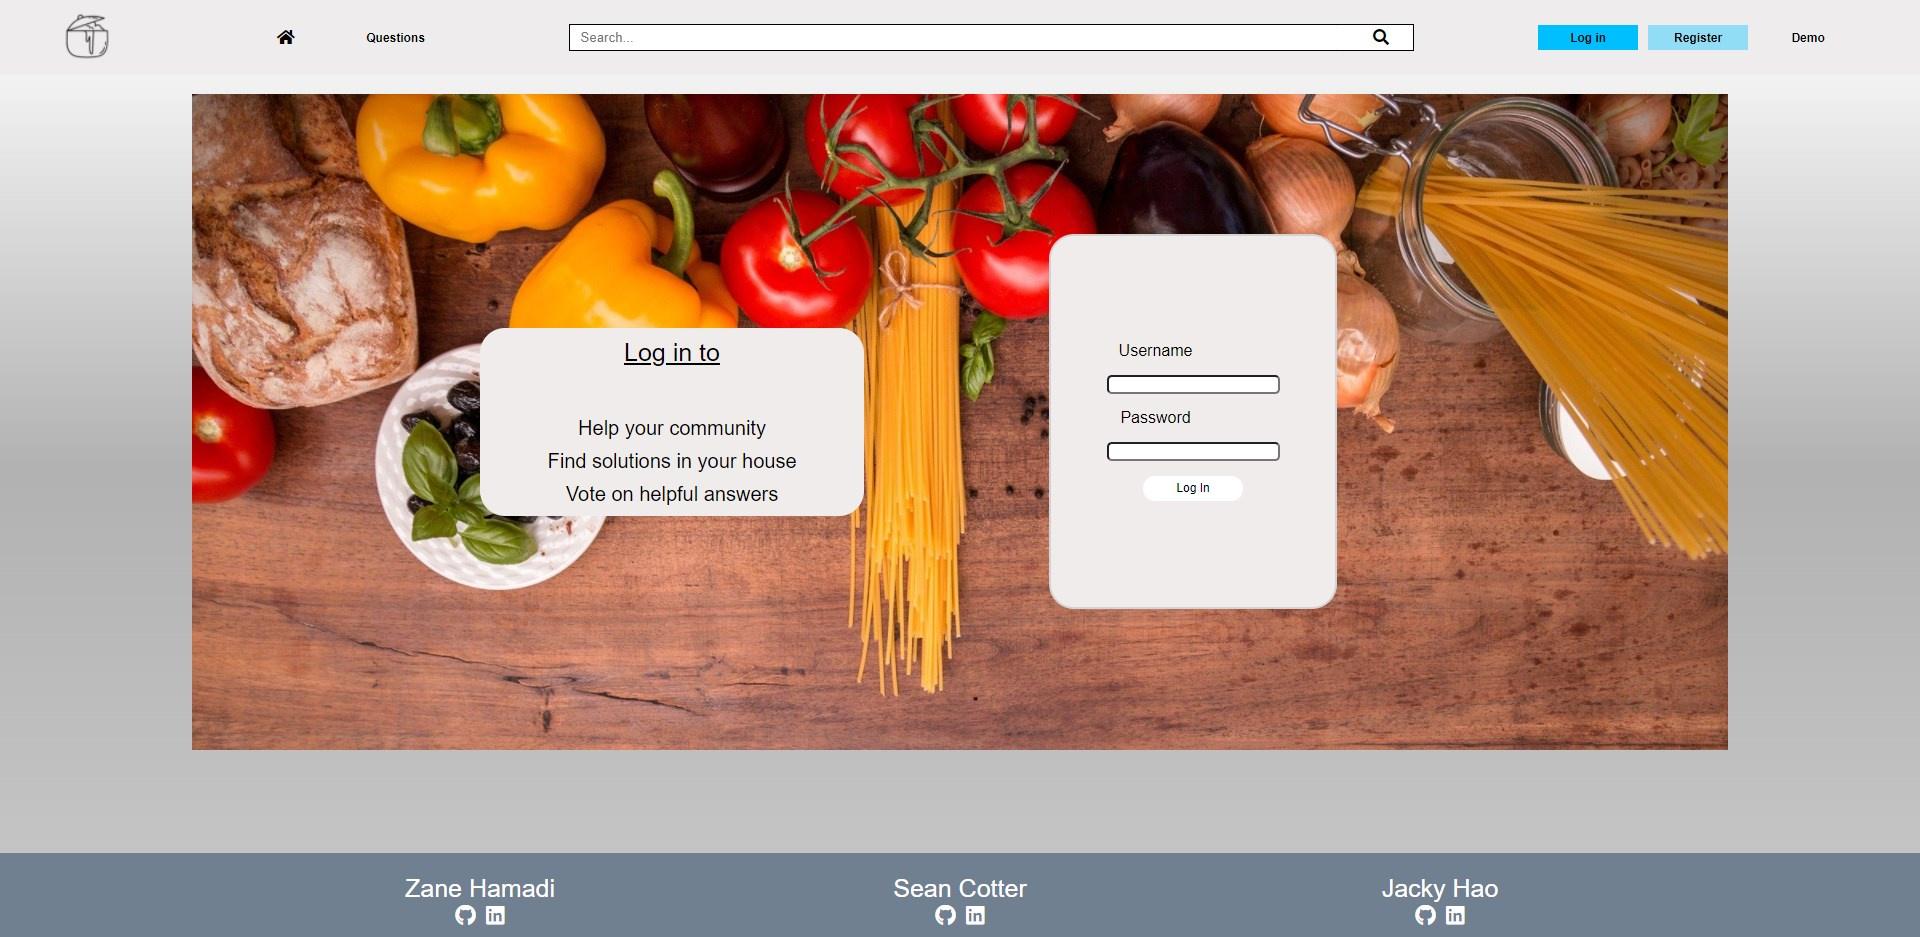 Questions
Search...
Log in
Register
Demo
Log in to
Help your community
Find solutions in your house
Vote on helpful answers
Username
Password
Log In
Zane Hamadi
Sean Cotter
Jacky Hao